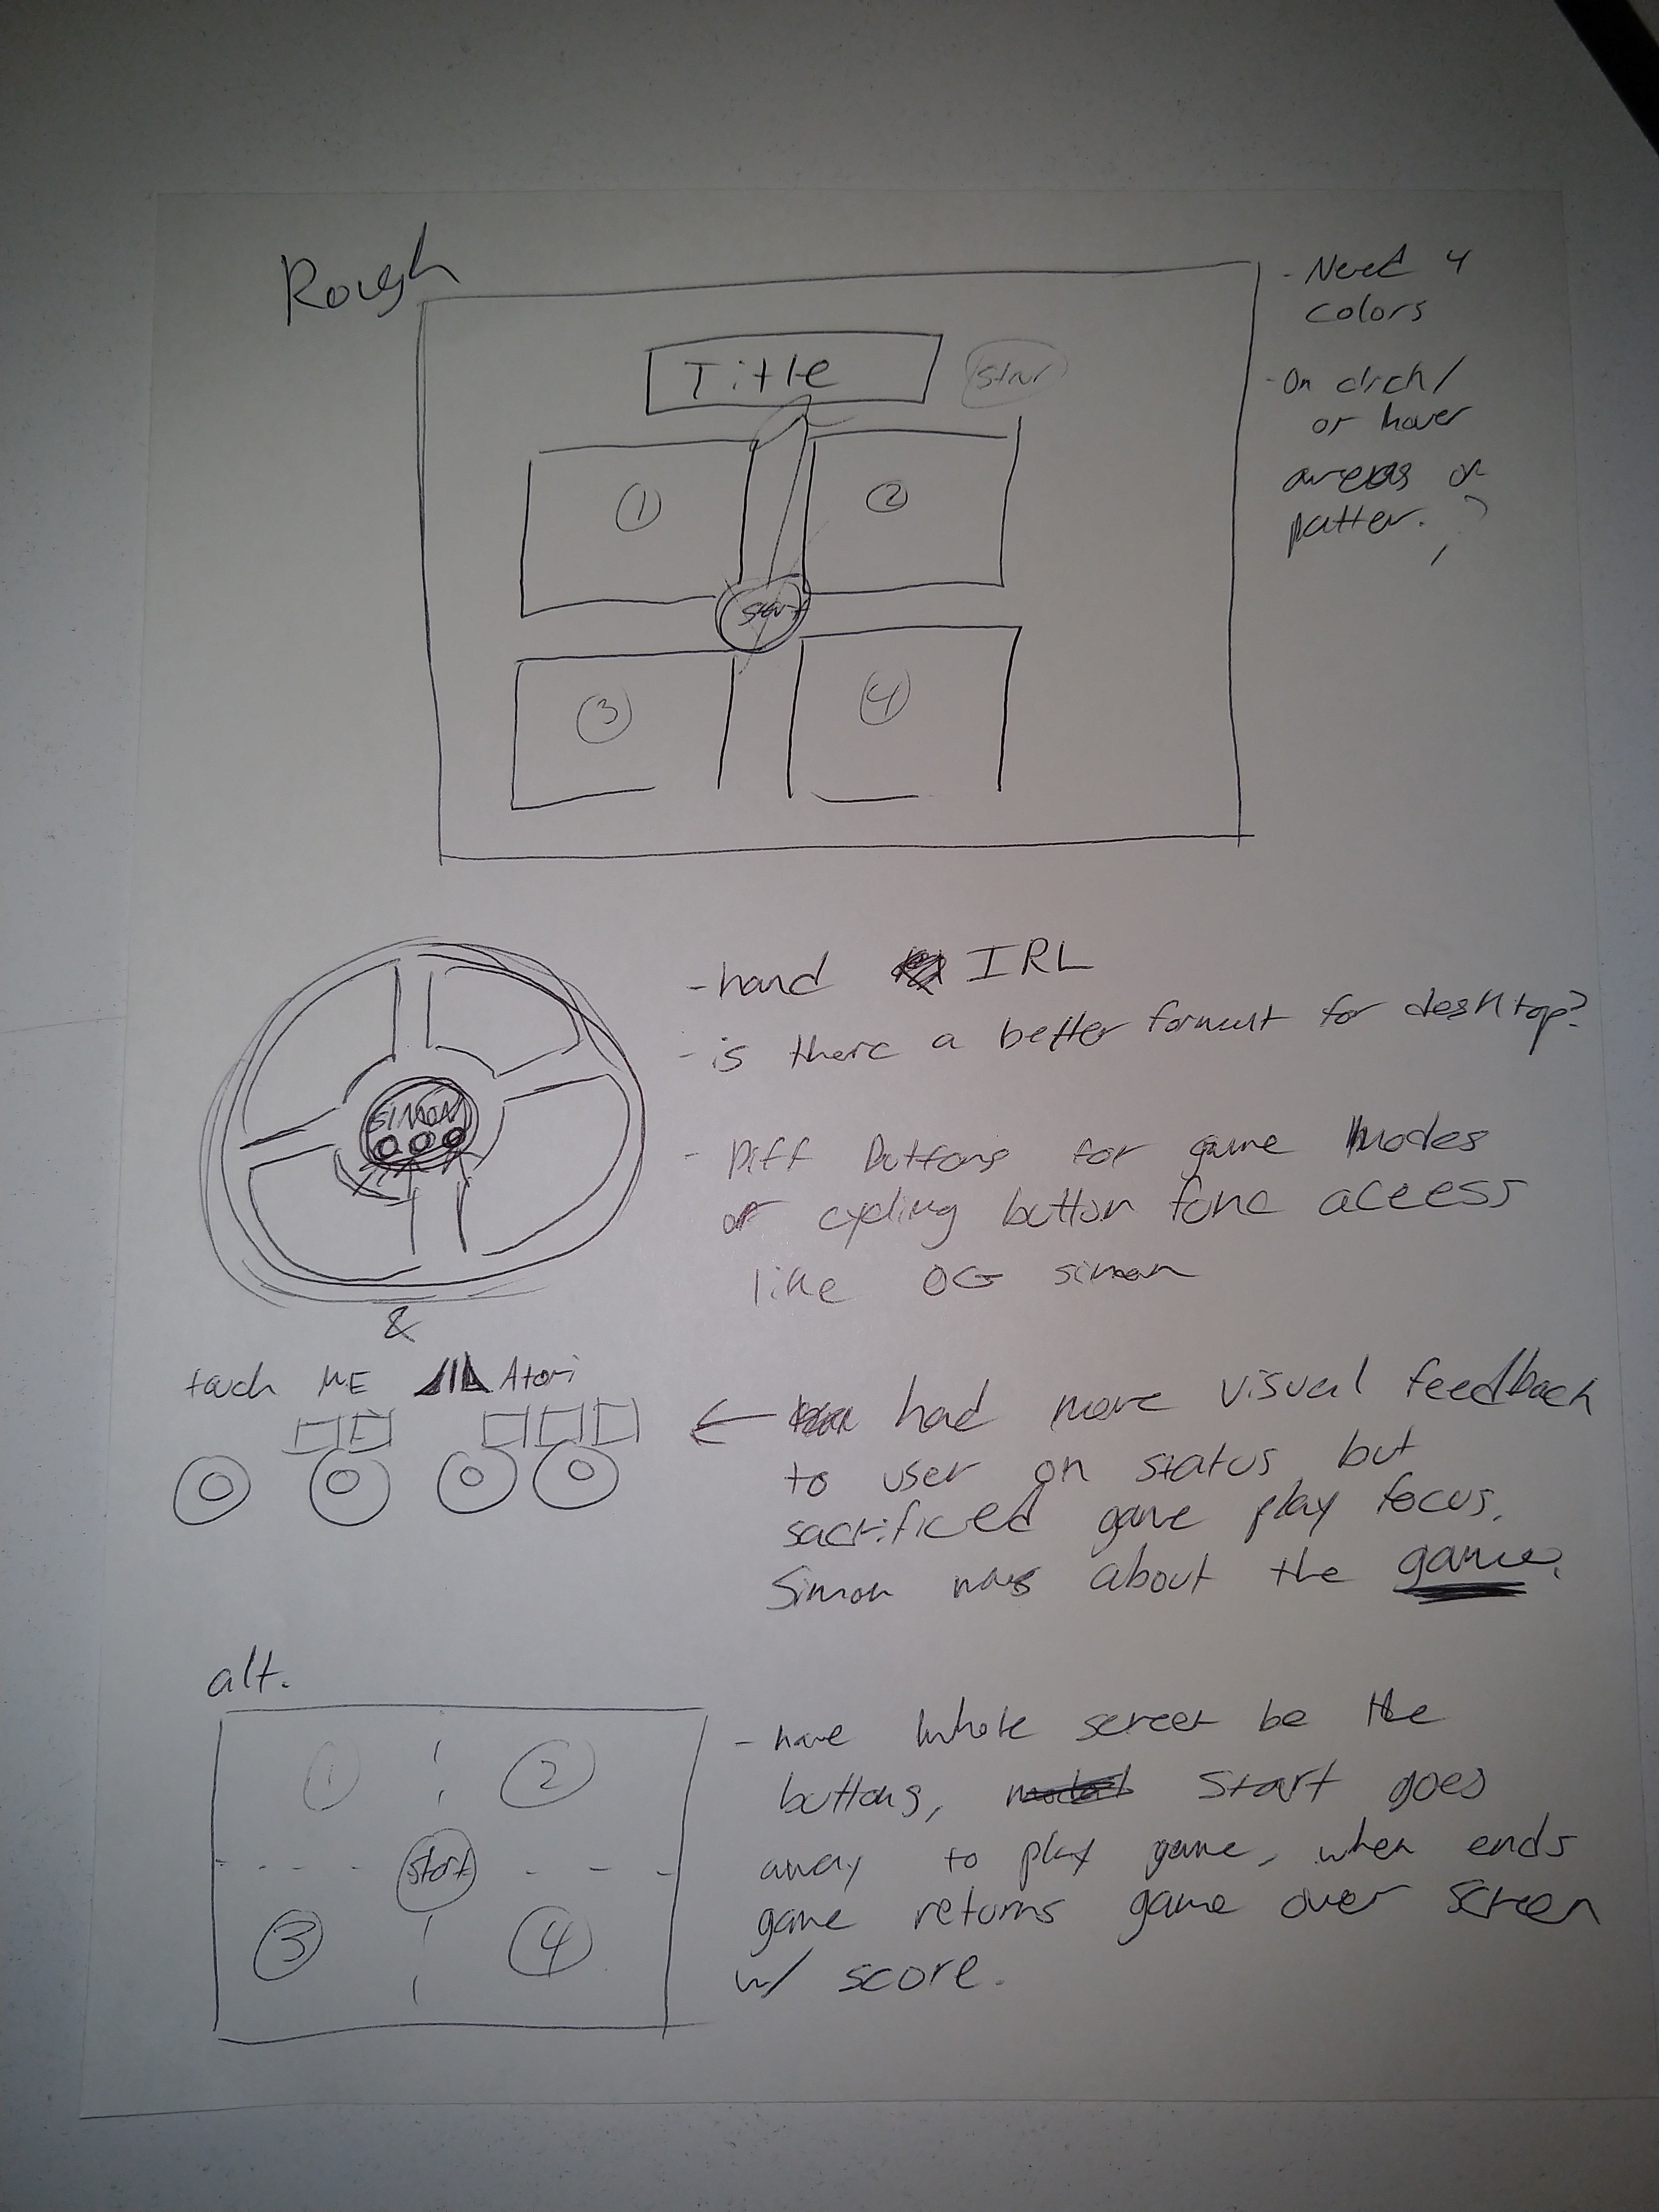 Rough
Title
Start
1
2
Start
3
4
- Need 4
colors
- On click/
or hover
areas or
patter. ?
SIMON
- hand IRL
- is there a better format for desktop?
- Diff Buttons for game modes
or cycling button func access
like OG simon
&
touch ME Atari
← had more visual feedback
to user on status but
sacrificed game play focus.
Simon was about the game.
alt.
1
2
start
3
4
- have whole screen be the
buttons, start goes
away to play game, when ends
game returns game over screen
w/ score.